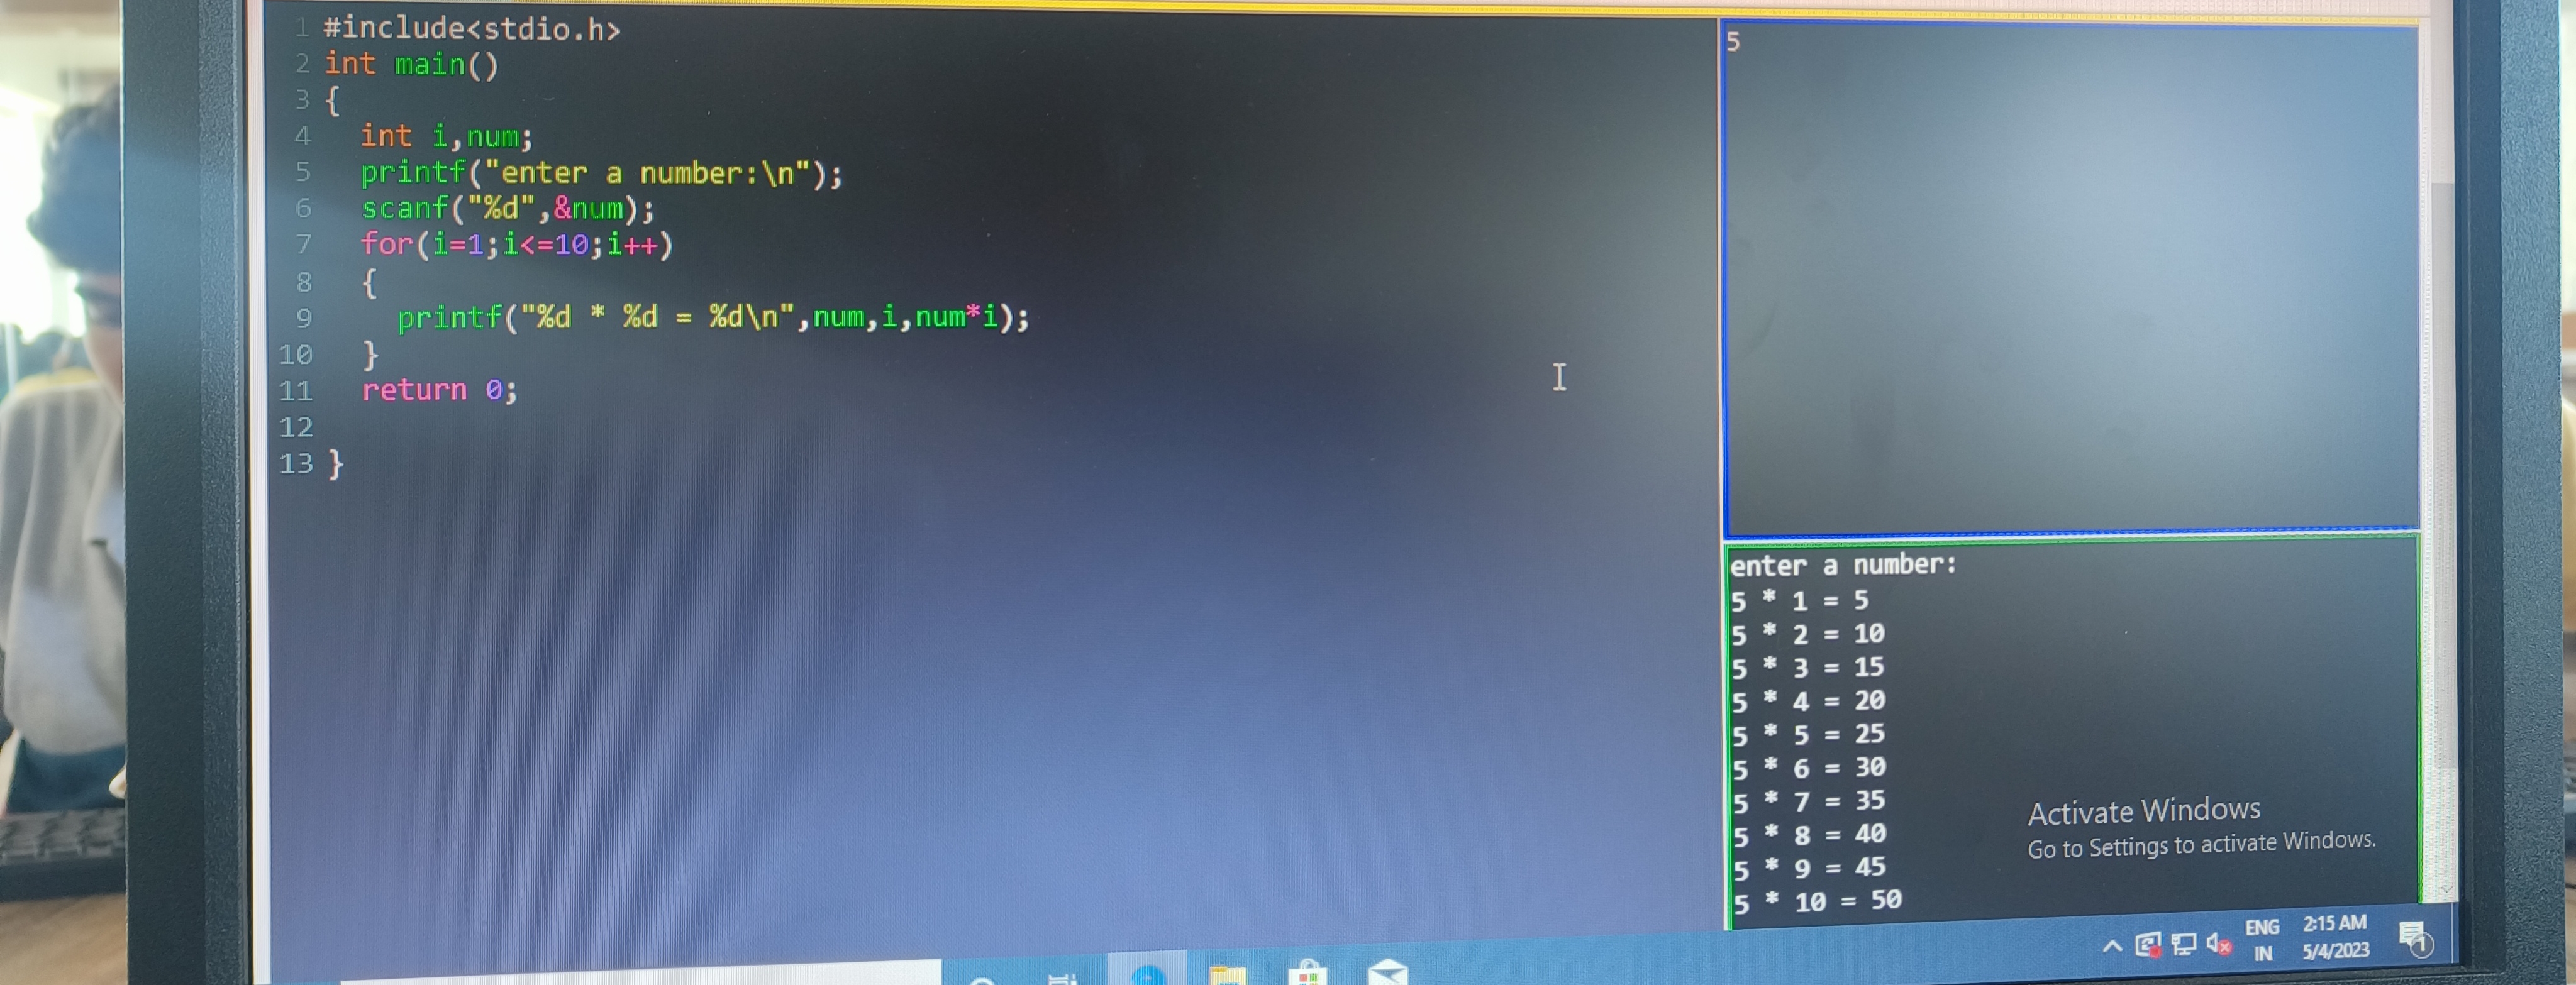 1 #include<stdio.h>
2 int main()
3 {
4 int i,num;
5 printf("enter a number:\n");
6 scanf("%d",&num);
7 for(i=1;i<=10;i++)
8 {
9 printf("%d * %d = %d\n",num,i,num*i);
10 }
11 return 0;
12
13 }
5
enter a number:
5 * 1 = 5
5 * 2 = 10
5 * 3 = 15
5 * 4 = 20
5 * 5 = 25
5 * 6 = 30
5 * 7 = 35
5 * 8 = 40
5 * 9 = 45
5 * 10 = 50
Activate Windows
Go to Settings to activate Windows.
ENG
IN
2:15 AM
5/4/2023
1